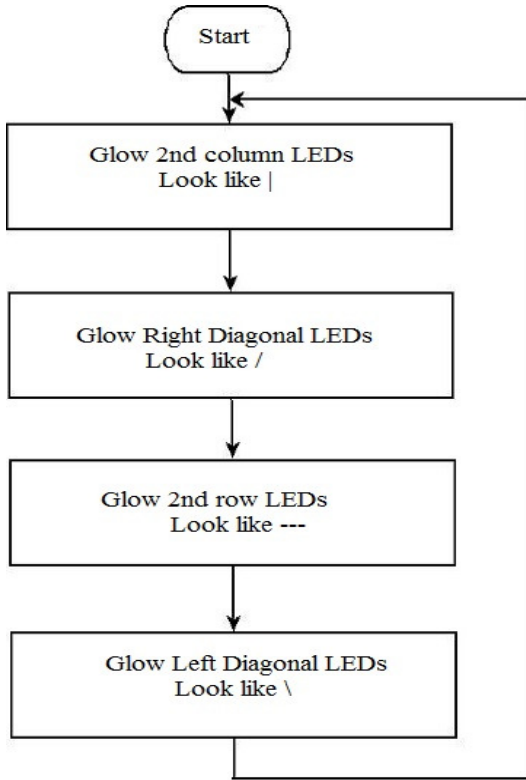 Start
Glow 2nd column LEDs
Look like |
Glow Right Diagonal LEDs
Look like /
Glow 2nd row LEDs
Look like ---
Glow Left Diagonal LEDs
Look like \